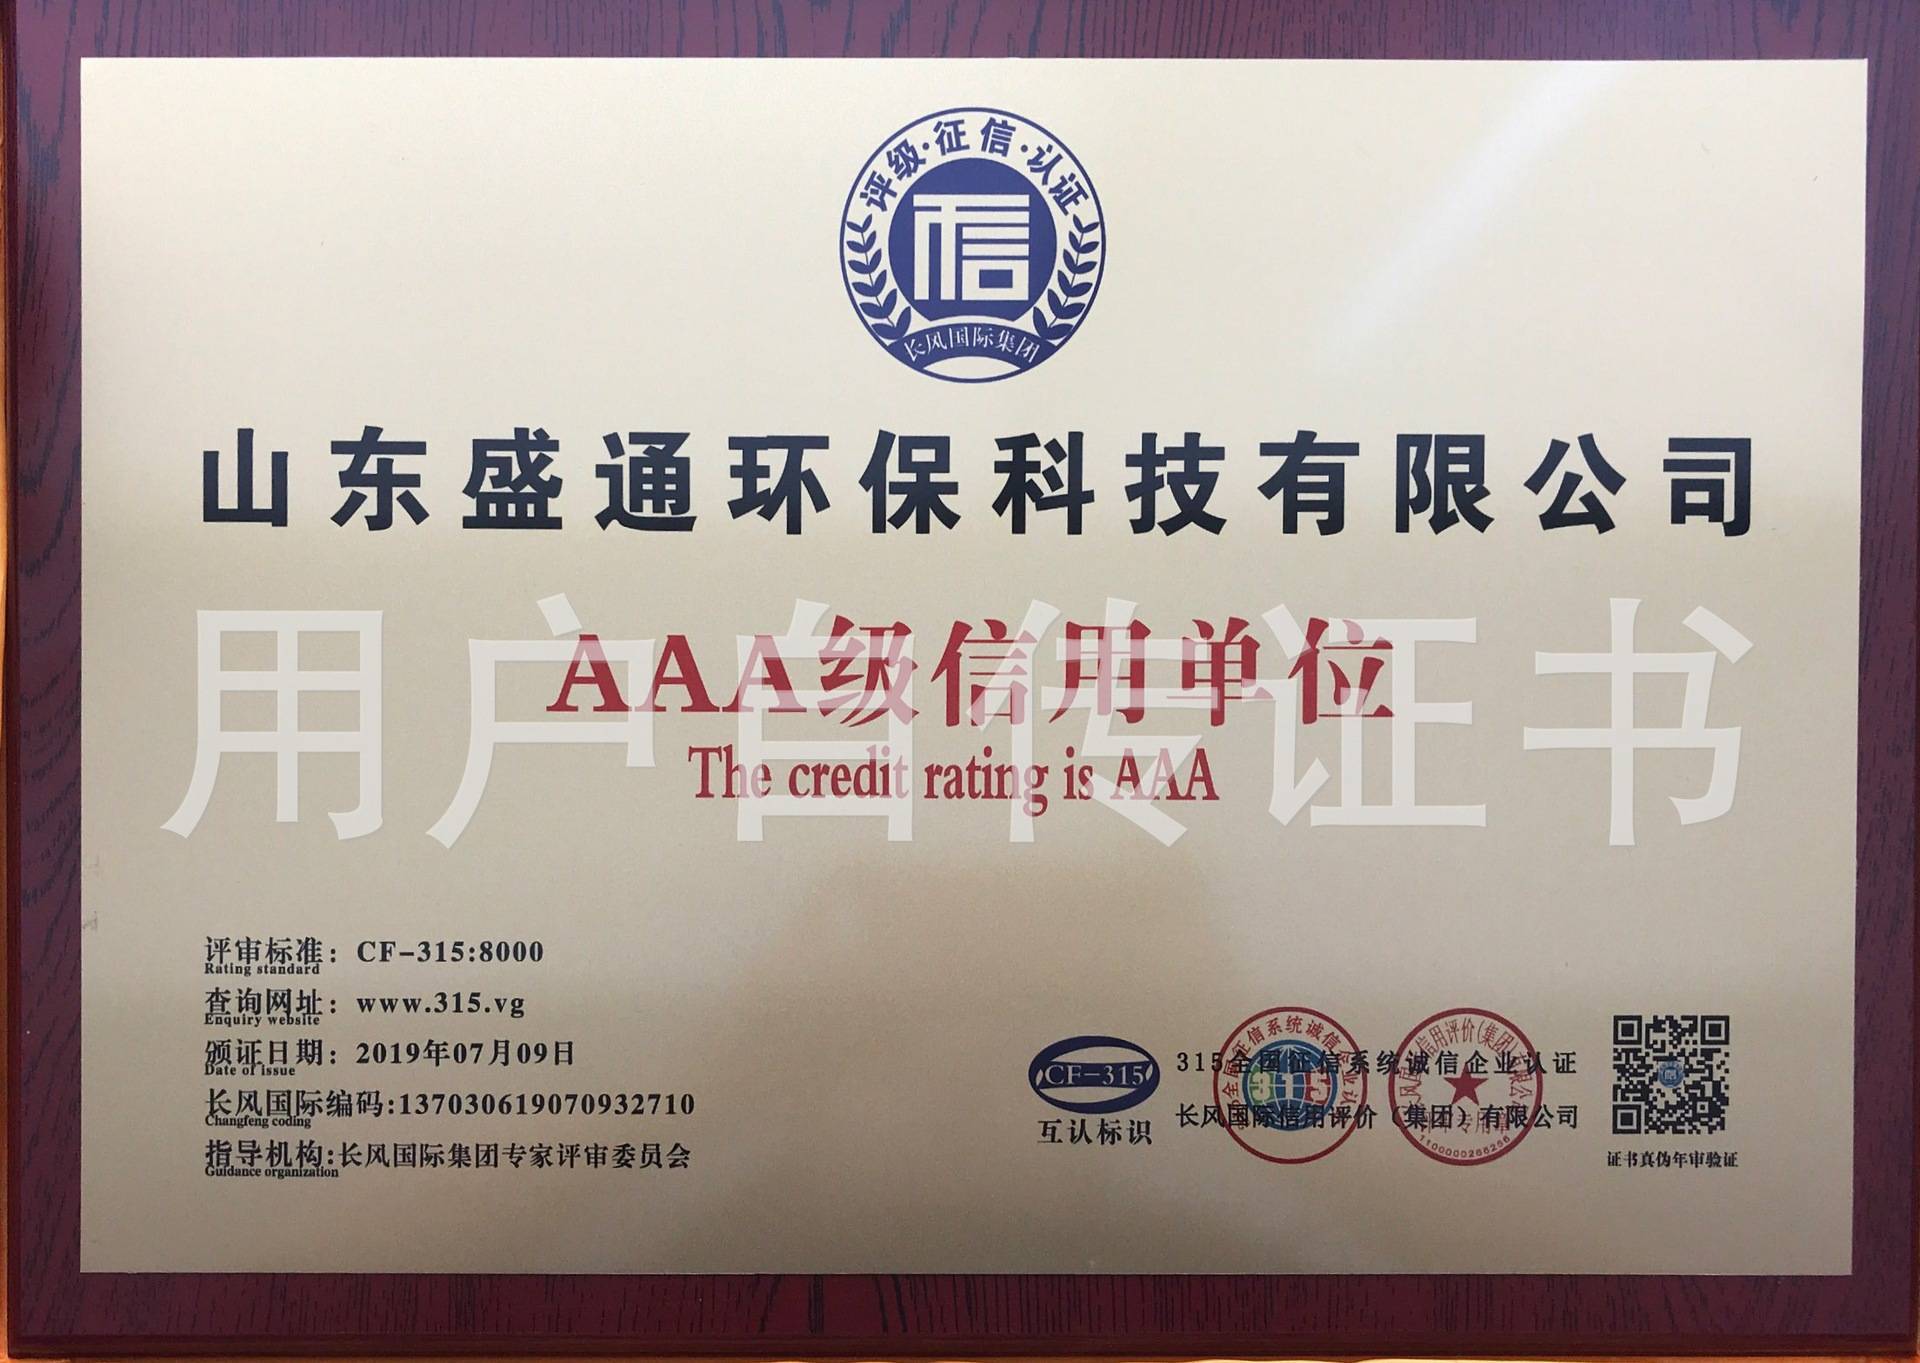 评级·征信·认证
信
长风国际集团
山东盛通环保科技有限公司
AAA级信用单位
The credit rating is AAA
用户自传证书
评审标准：CF-315:8000
Rating standard
查询网址：www.315.vg
Enquiry website
颁证日期：2019年07月09日
Date of issue
长风国际编码:137030619070932710
Changfeng coding
指导机构:长风国际集团专家评审委员会
Guidance organization
CF-315
互认标识
315全国征信系统诚信企业认证
长风国际信用评价（集团）有限公司
315
1100000266256
证书真伪年审验证